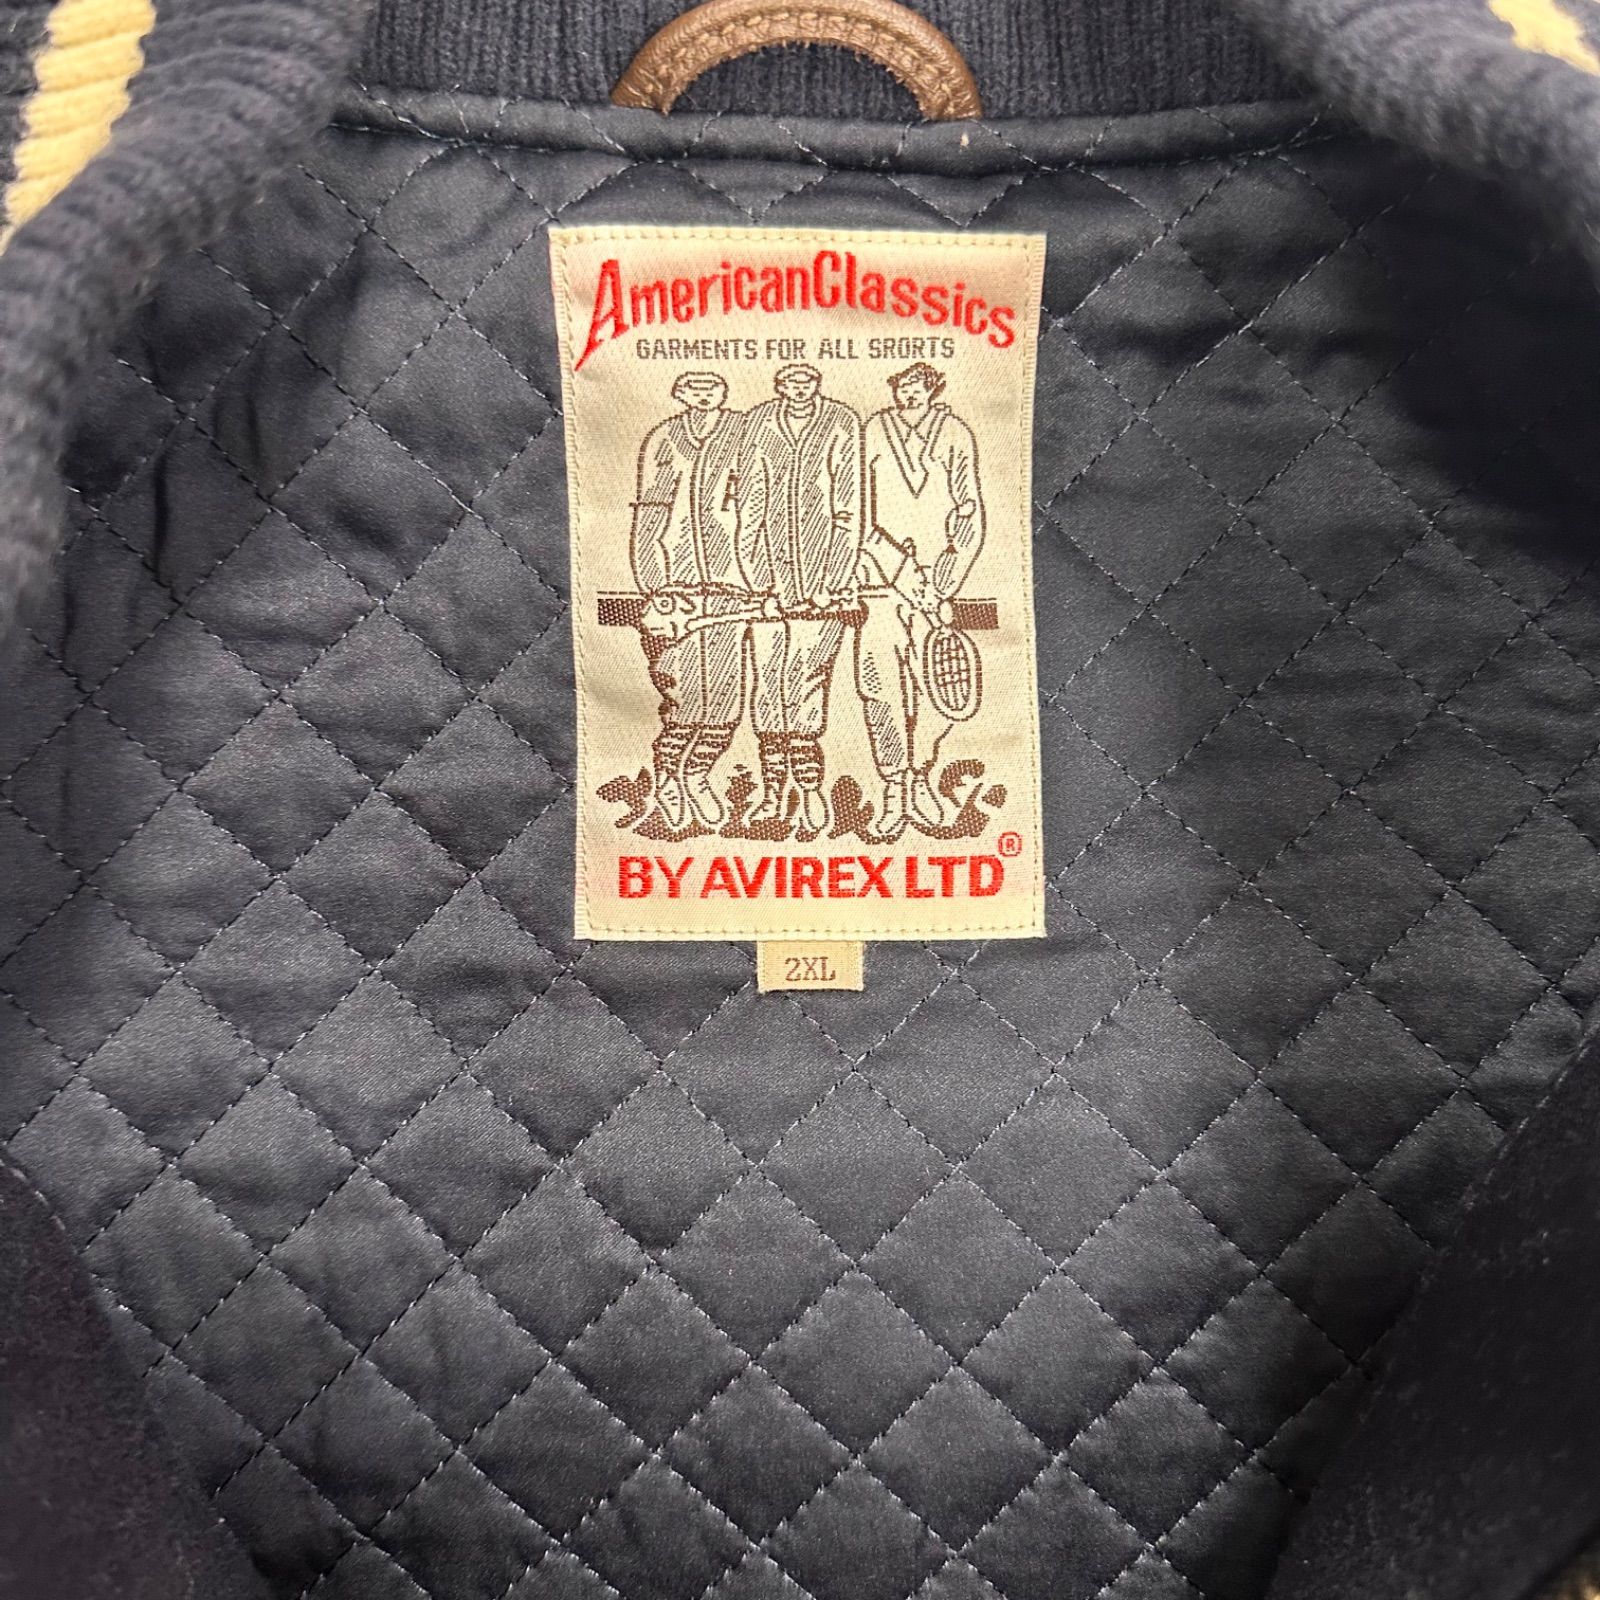 AmericanClassics
GARMENTS FOR ALL SRORTS
A
BY AVIREX LTD®
2XL